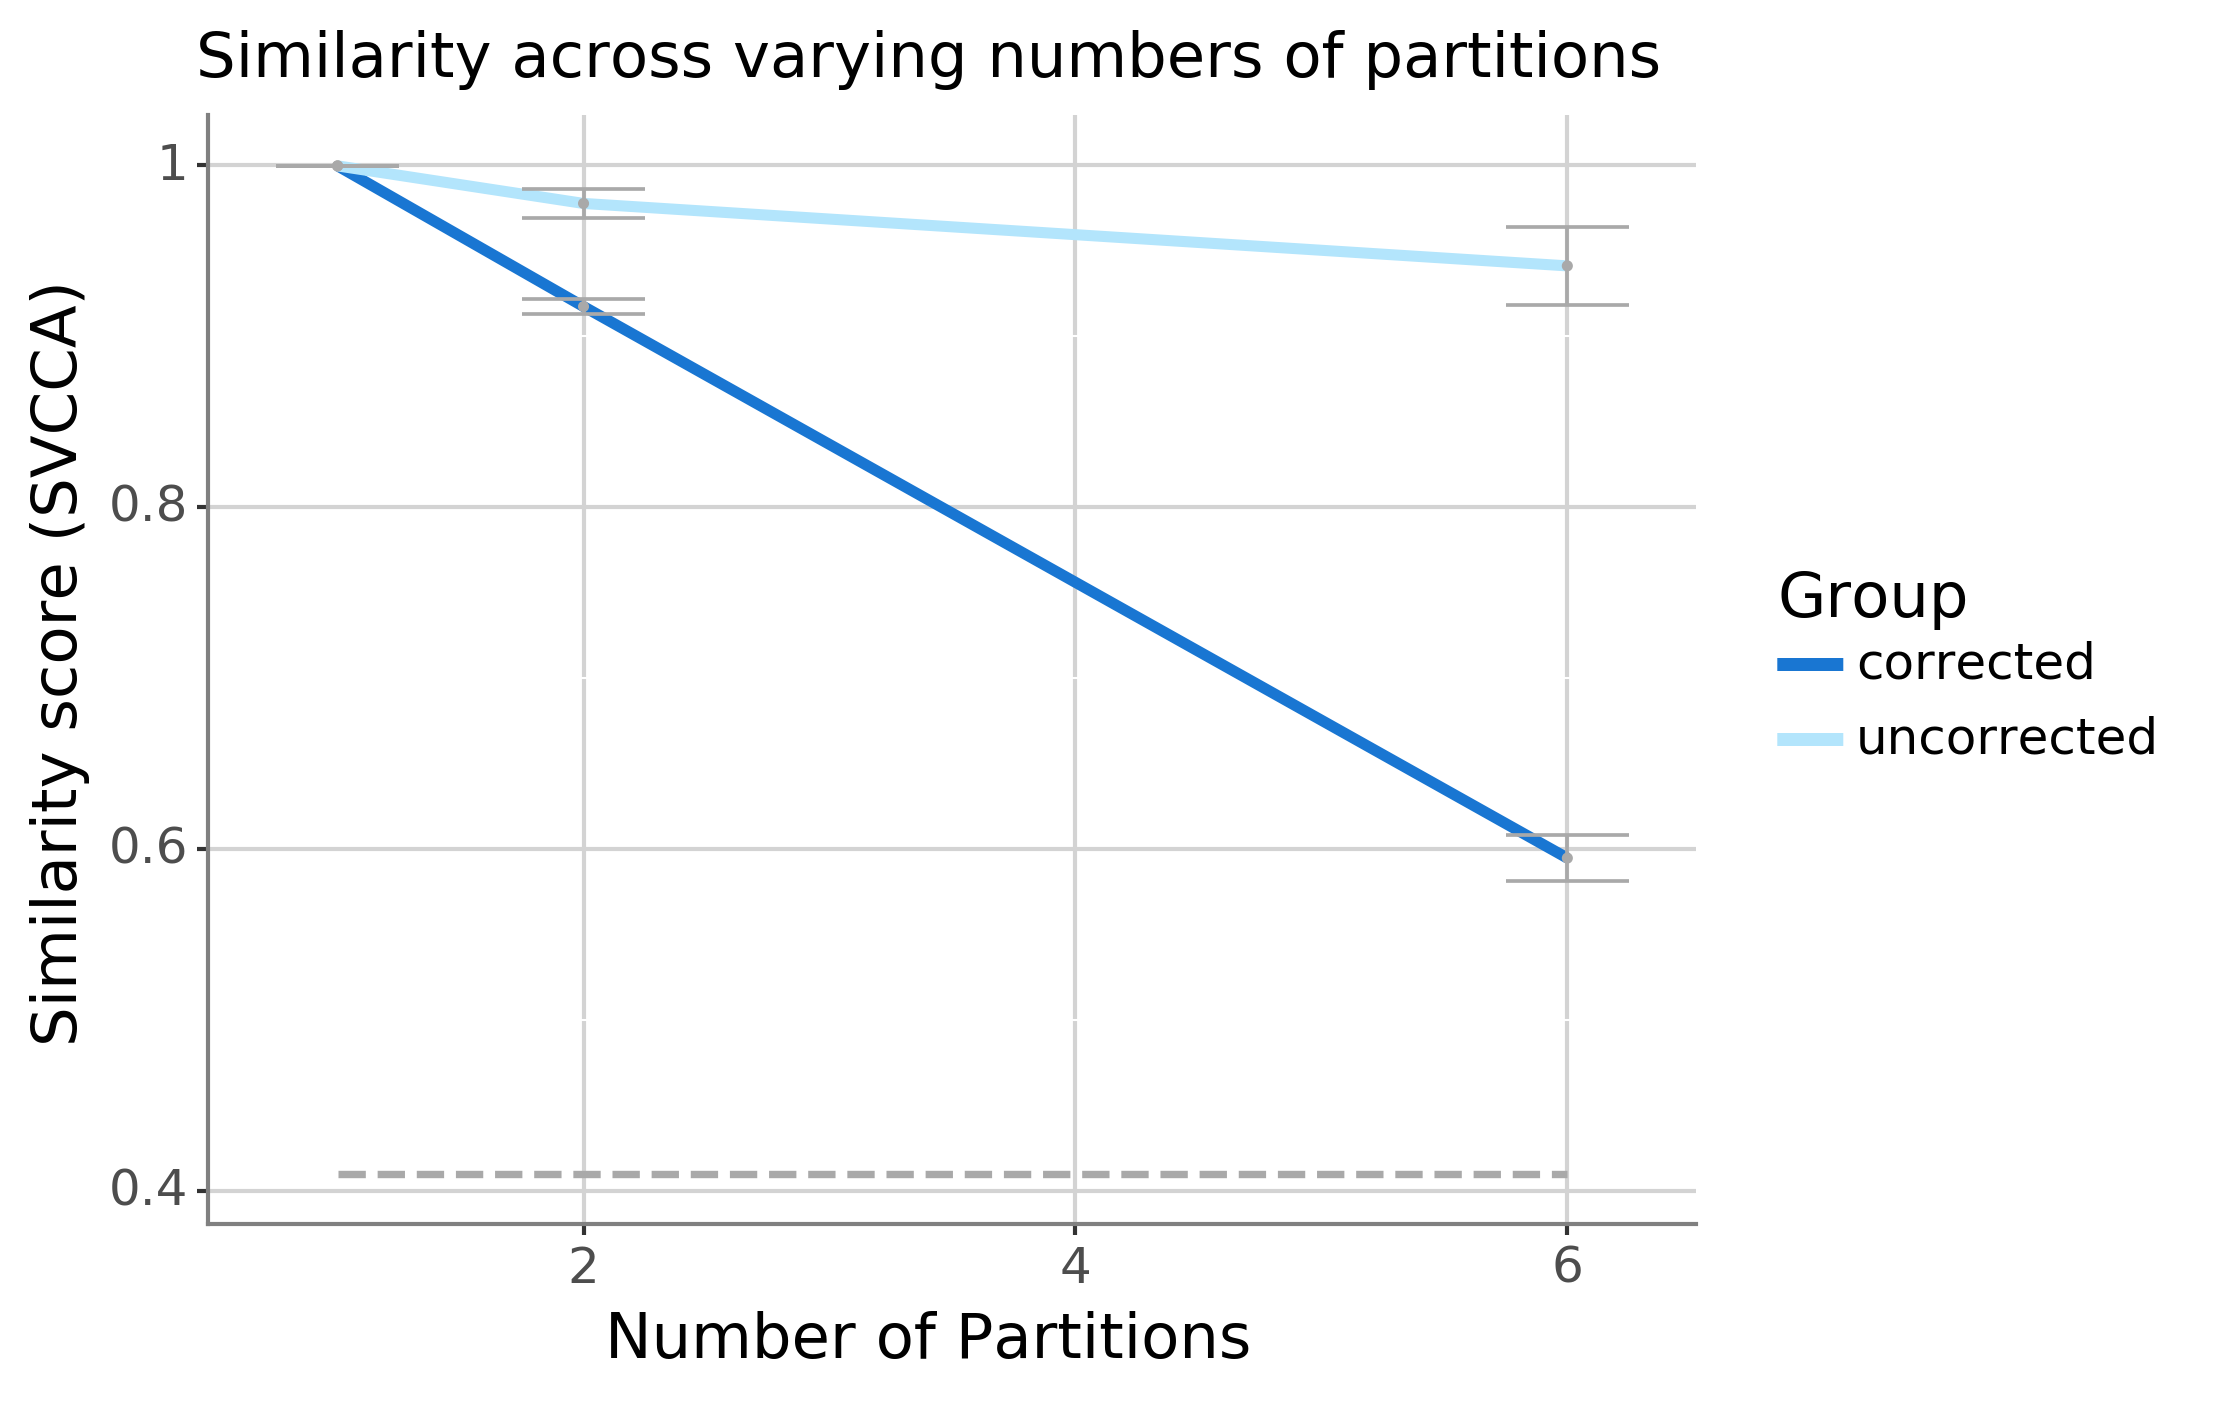 Similarity across varying numbers of partitions
Similarity score (SVCCA)
1
0.8
0.6
0.4
2
4
6
Number of Partitions
Group
corrected
uncorrected